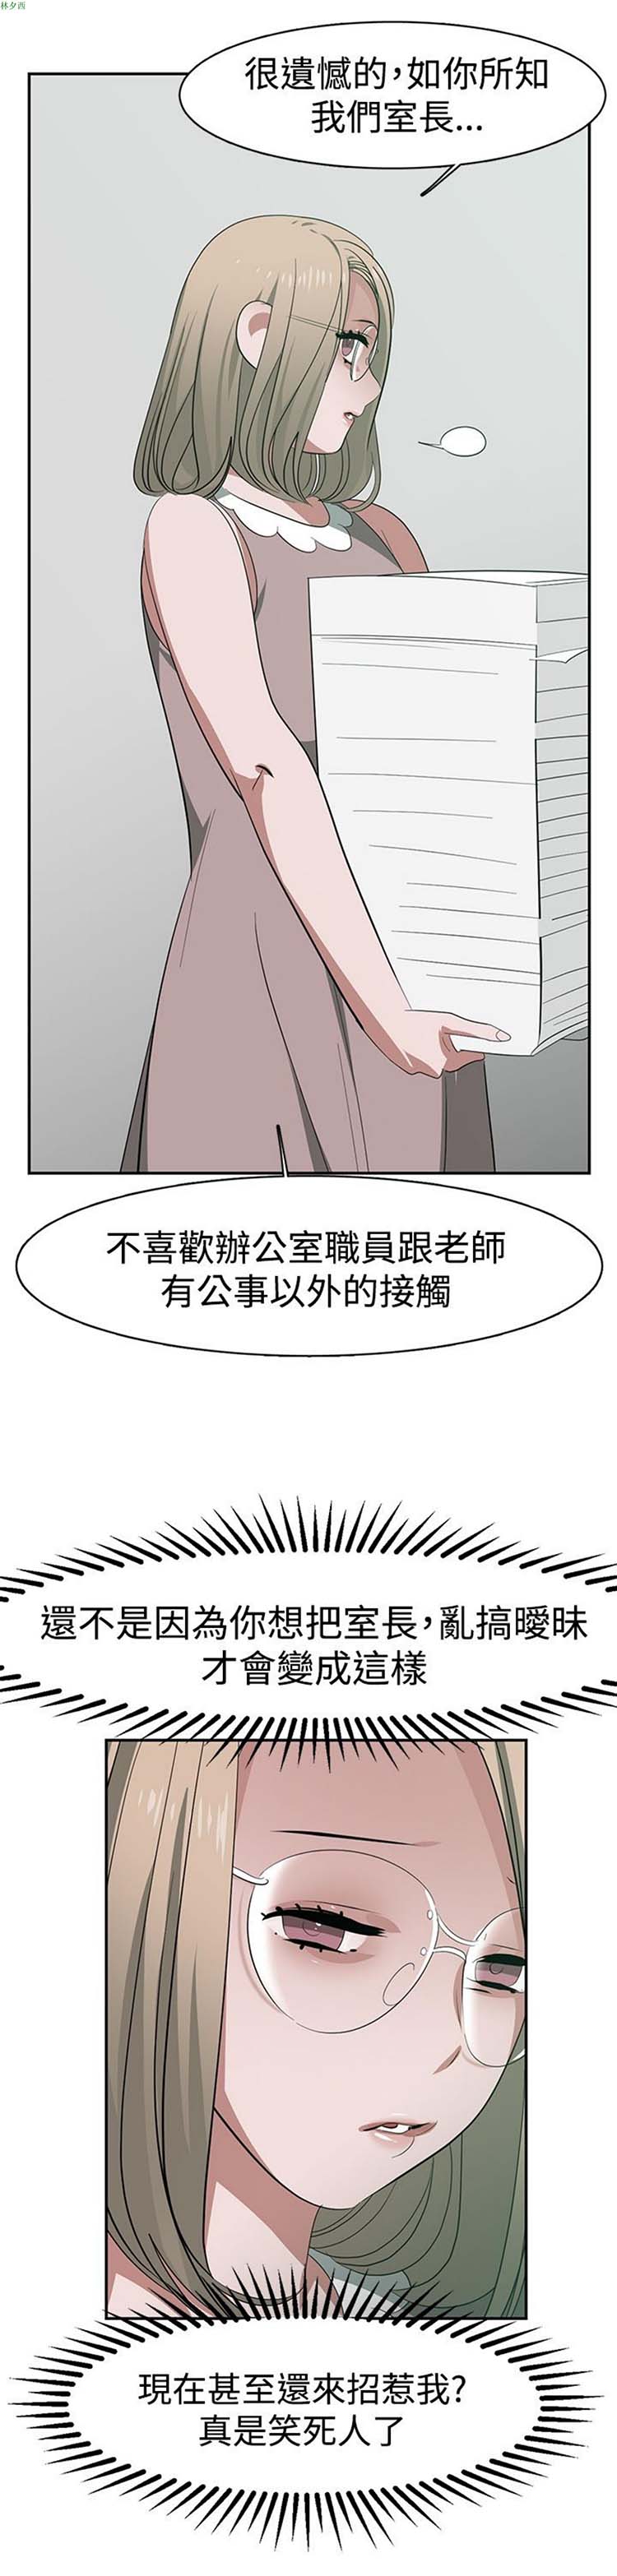 林夕西
很遺憾的，如你所知
我們室長...
不喜歡辦公室職員跟老師
有公事以外的接觸
還不是因為你想把室長，亂搞曖昧
才會變成這樣
現在甚至還來招惹我？
真是笑死人了